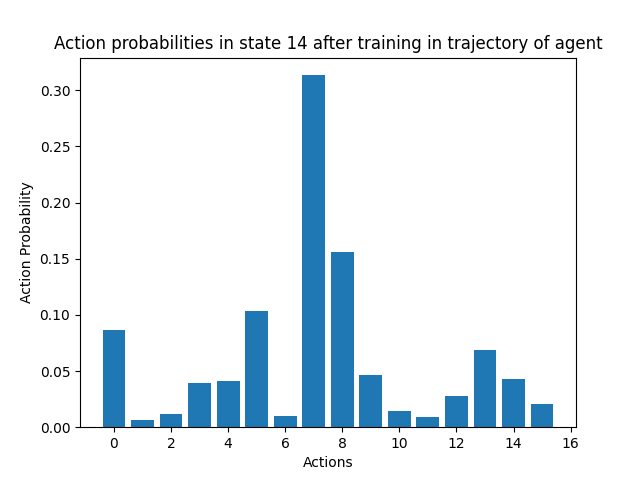 Action probabilities in state 14 after training in trajectory of agent
0.30
0.25
0.20
0.15
0.10
0.05
0.00
Action Probability
0 2 4 6 8 10 12 14 16
Actions